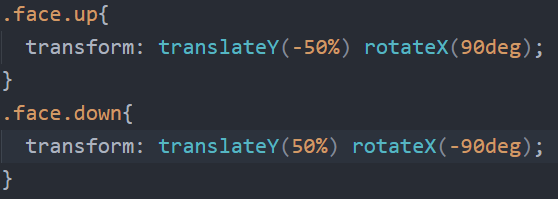 .face.up{
  transform: translateY(-50%) rotateX(90deg);
}
.face.down{
  transform: translateY(50%) rotateX(-90deg);
}